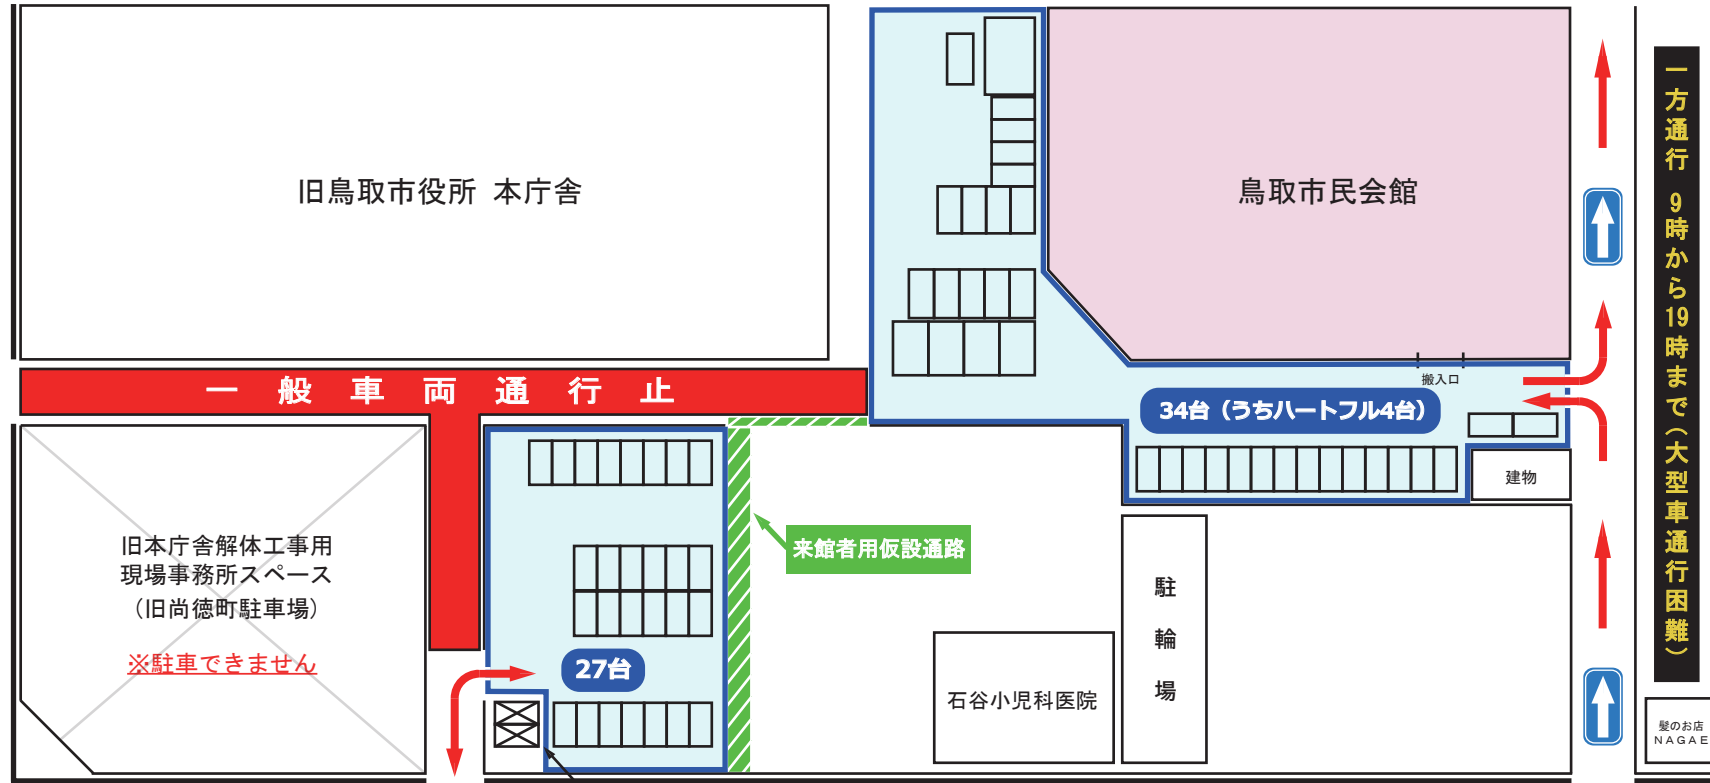 旧鳥取市役所 本庁舎
鳥取市民会館
一方通行 9時から19時まで（大型車通行困難）
一般車両通行止
搬入口
34台（うちハートフル4台）
建物
旧本庁舎解体工事用
現場事務所スペース
（旧尚徳町駐車場）
※駐車できません
来館者用仮設通路
27台
駐輪場
石谷小児科医院
髪のお店
NAGAE